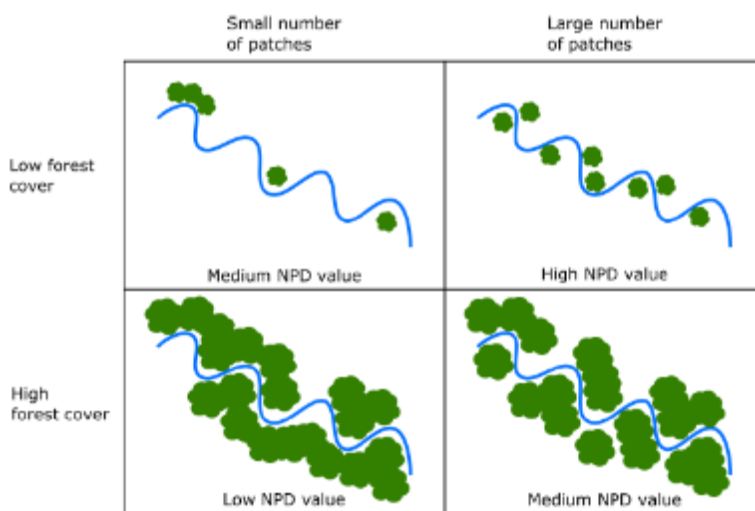 Small number
of patches
Large number
of patches
Low forest
cover
Medium NPD value
High NPD value
High
forest cover
Low NPD value
Medium NPD value